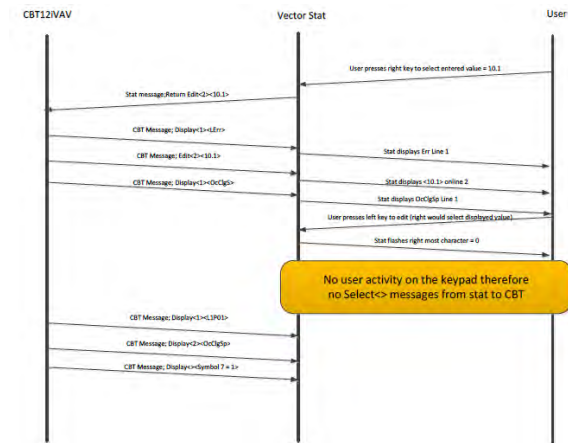 CBT12iVAV
Vector Stat
User
User presses right key to select entered value = 10.1
Stat message;Return Edit<2><10.1>
CBT Message; Display<1><LErr>
Stat displays Err Line 1
CBT Message; Edit<2><10.1>
Stat displays <10.1> online 2
CBT Message; Display<1><OcClgS>
Stat displays OcClgSp Line 1
User presses left key to edit (right would select displayed value)
Stat flashes right most character = 0
No user activity on the keypad therefore
no Select<> messages from stat to CBT
CBT Message; Display<1><L1P01>
CBT Message; Display<2><OcClgSp>
CBT Message; Display<><Symbol 7 = 1>